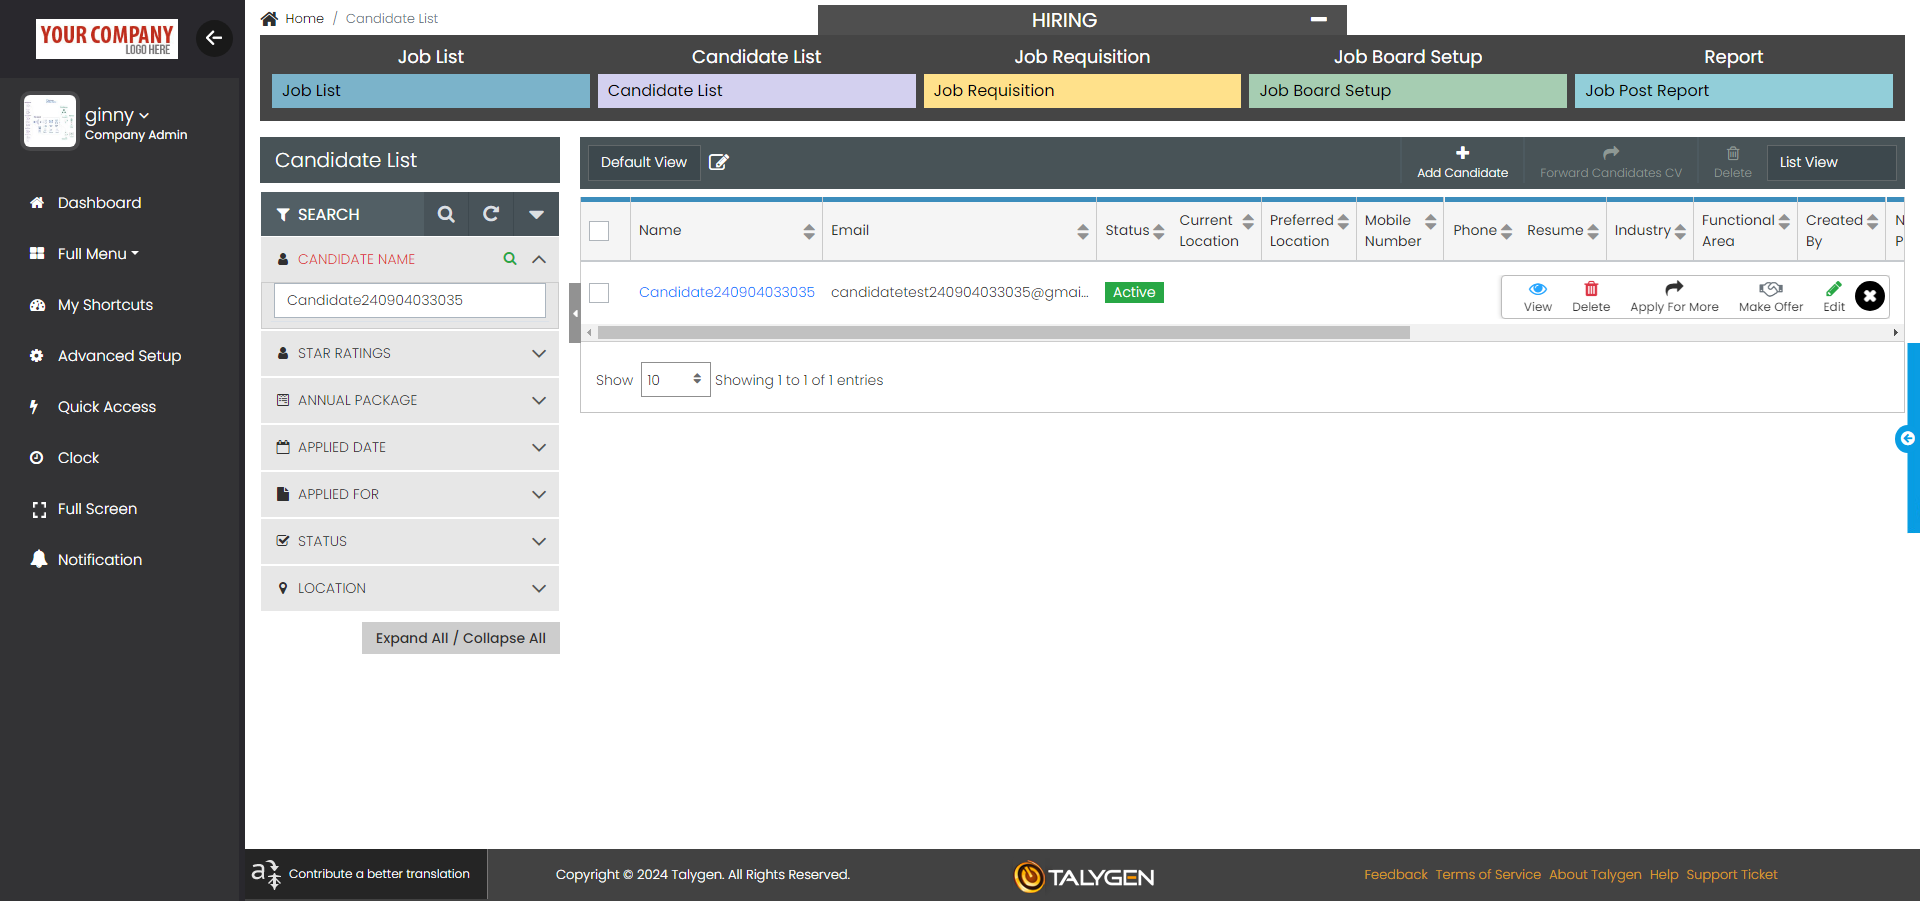 YOUR COMPANY
LOGO HERE
ginny
Company Admin
Dashboard
Full Menu
My Shortcuts
Advanced Setup
Quick Access
Clock
Full Screen
Notification
Home / Candidate List
HIRING
Job List
Candidate List
Job Requisition
Job Board Setup
Report
Job List
Candidate List
Job Requisition
Job Board Setup
Job Post Report
Candidate List
SEARCH
CANDIDATE NAME
Candidate240904033035
STAR RATINGS
ANNUAL PACKAGE
APPLIED DATE
APPLIED FOR
STATUS
LOCATION
Expand All / Collapse All
Default View
Add Candidate
Forward Candidates CV
Delete
List View
Name
Email
Status
Current Location
Preferred Location
Mobile Number
Phone
Resume
Industry
Functional Area
Created By
N
P
Candidate240904033035
candidatetest240904033035@gmai...
Active
View
Delete
Apply For More
Make Offer
Edit
Show 10 Showing 1 to 1 of 1 entries
Contribute a better translation
Copyright © 2024 Talygen. All Rights Reserved.
TALYGEN
Feedback Terms of Service About Talygen Help Support Ticket